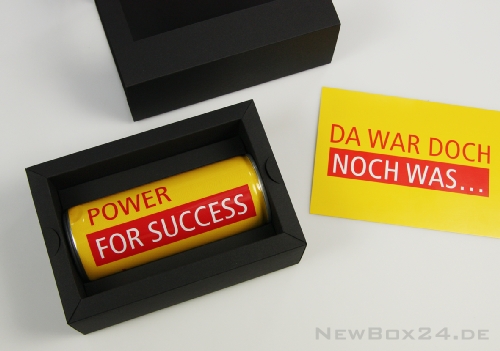 POWER
FOR SUCCESS
DA WAR DOCH
NOCH WAS...
NewBox24.de